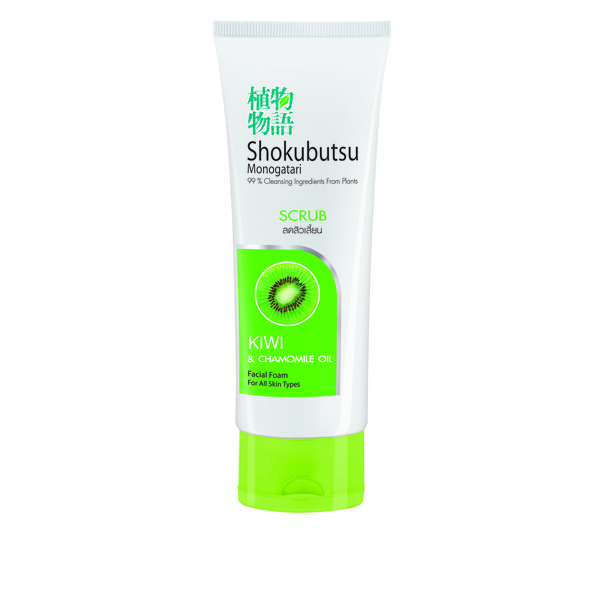 植物
物語
Shokubutsu
Monogatari
99 % Cleansing Ingredients From Plants
SCRUB
ลดสิวเสี้ยน
KIWI
& CHAMOMILE OIL
Facial Foam
For All Skin Types